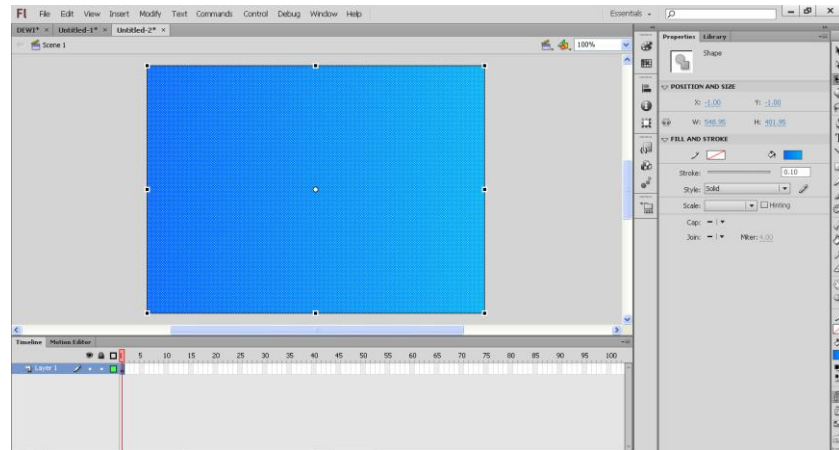 Fl File Edit View Insert Modify Text Commands Control Debug Window Help Essentials
DEWI* × Untitled-1* × Untitled-2* ×
Scene 1 100%
Properties Library
Shape
POSITION AND SIZE
X: -1.00 Y: -1.00
W: 546.95 H: 401.95
FILL AND STROKE
Stroke: 0.10
Style: Solid
Scale: Hinting
Cap:
Join: Miter: 4.00
Timeline Motion Editor
1 5 10 15 20 25 30 35 40 45 50 55 60 65 70 75 80 85 90 95 100
Layer 1